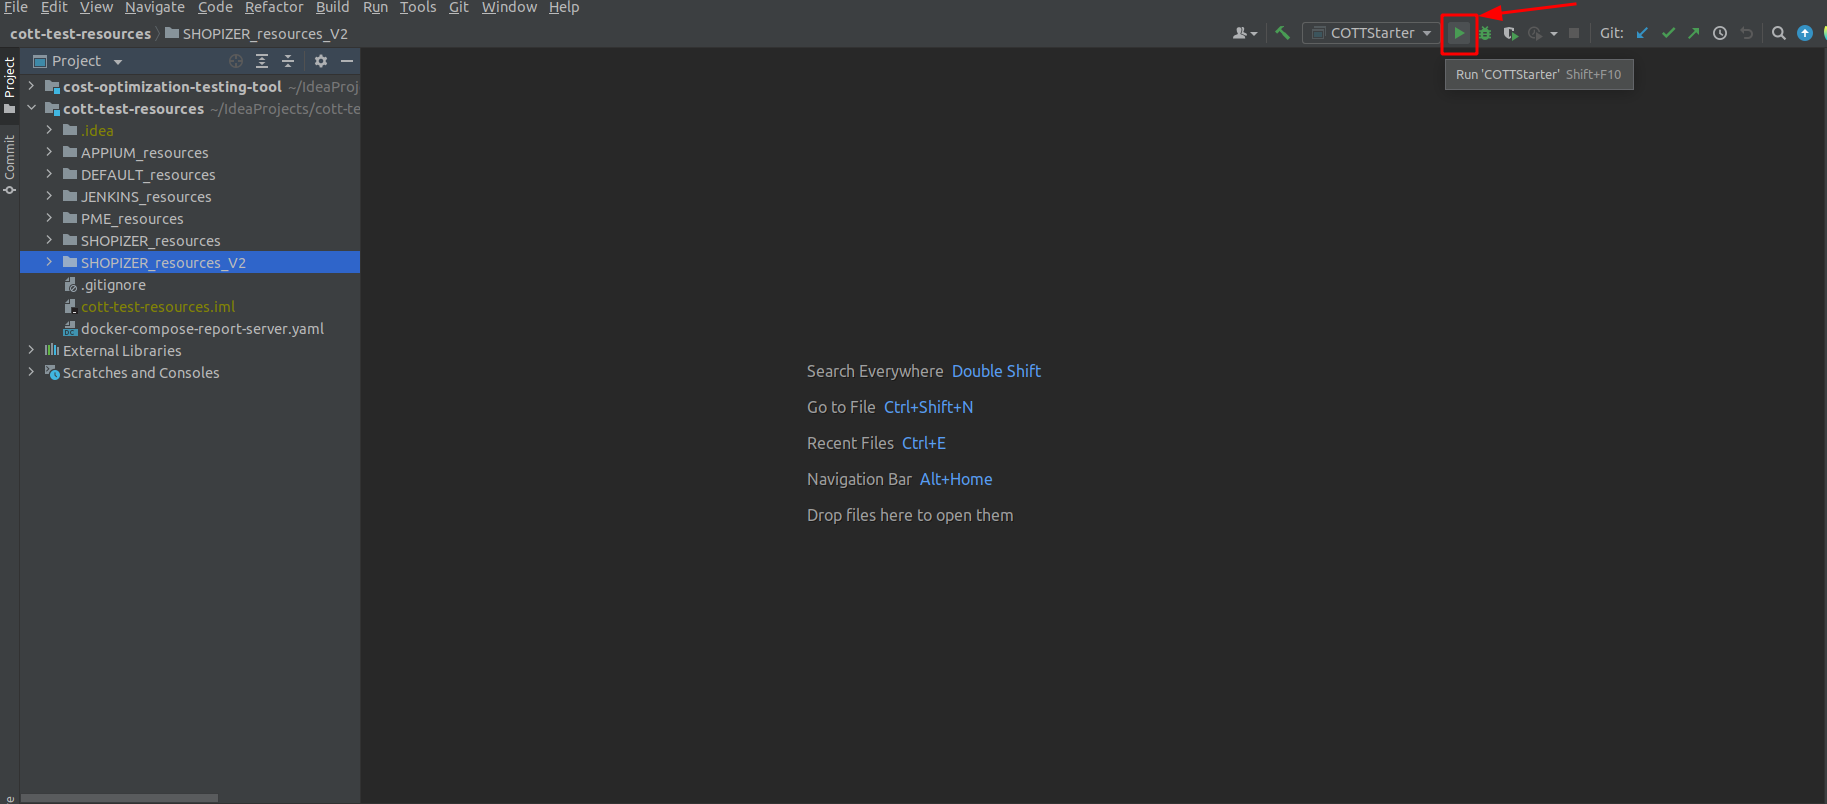 File Edit View Navigate Code Refactor Build Run Tools Git Window Help
cott-test-resources SHOPIZER_resources_V2
COTTStarter
Git:
Run 'COTTStarter' Shift+F10
Project
Commit
Project
cost-optimization-testing-tool ~/IdeaProj
cott-test-resources ~/IdeaProjects/cott-te
.idea
APPIUM_resources
DEFAULT_resources
JENKINS_resources
PME_resources
SHOPIZER_resources
SHOPIZER_resources_V2
.gitignore
cott-test-resources.iml
docker-compose-report-server.yaml
External Libraries
Scratches and Consoles
Search Everywhere Double Shift
Go to File Ctrl+Shift+N
Recent Files Ctrl+E
Navigation Bar Alt+Home
Drop files here to open them